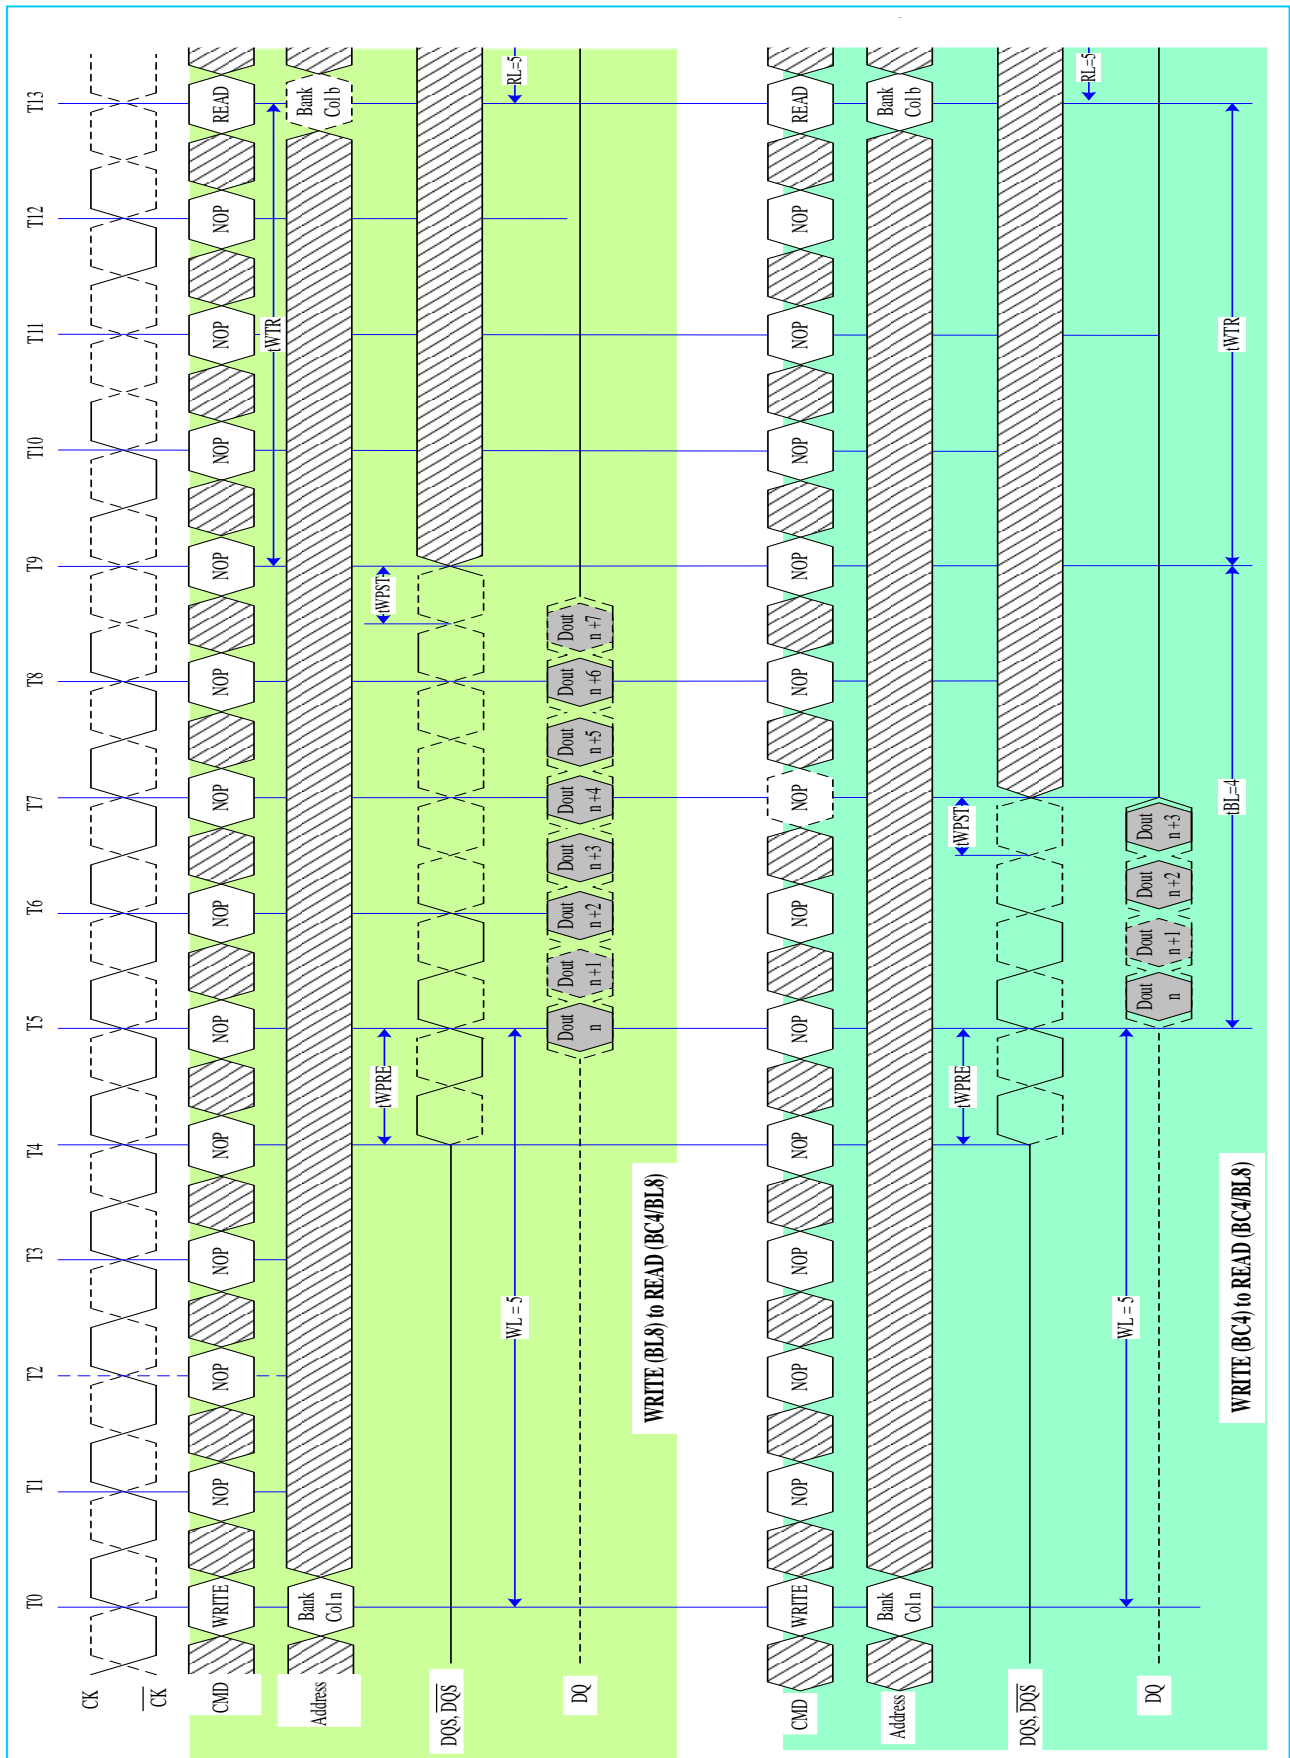 T0 T1 T2 T3 T4 T5 T6 T7 T8 T9 T10 T11 T12 T13
CK
CK
CMD WRITE NOP NOP NOP NOP NOP NOP NOP NOP NOP NOP NOP NOP READ
tWTR
Address Bank Col n Bank Col b
tWPRE tWPST
DQS, DQS
WL = 5 RL=5
DQ Dout n Dout n+1 Dout n+2 Dout n+3 Dout n+4 Dout n+5 Dout n+6 Dout n+7
WRITE (BL8) to READ (BC4/BL8)
CMD WRITE NOP NOP NOP NOP NOP NOP NOP NOP NOP NOP NOP NOP READ
Address Bank Col n Bank Col b
tWPRE tWPST
DQS, DQS
WL = 5 RL=5
DQ Dout n Dout n+1 Dout n+2 Dout n+3
tBL=4 tWTR
WRITE (BC4) to READ (BC4/BL8)